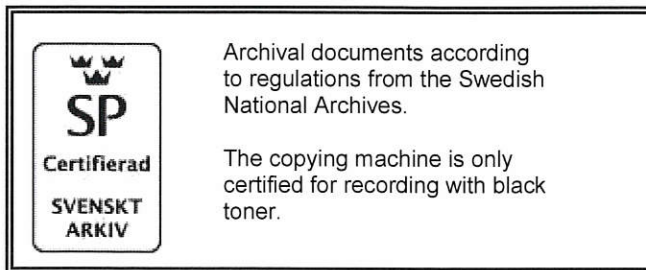 SP
Certifierad
SVENSKT
ARKIV
Archival documents according
to regulations from the Swedish
National Archives.
The copying machine is only
certified for recording with black
toner.